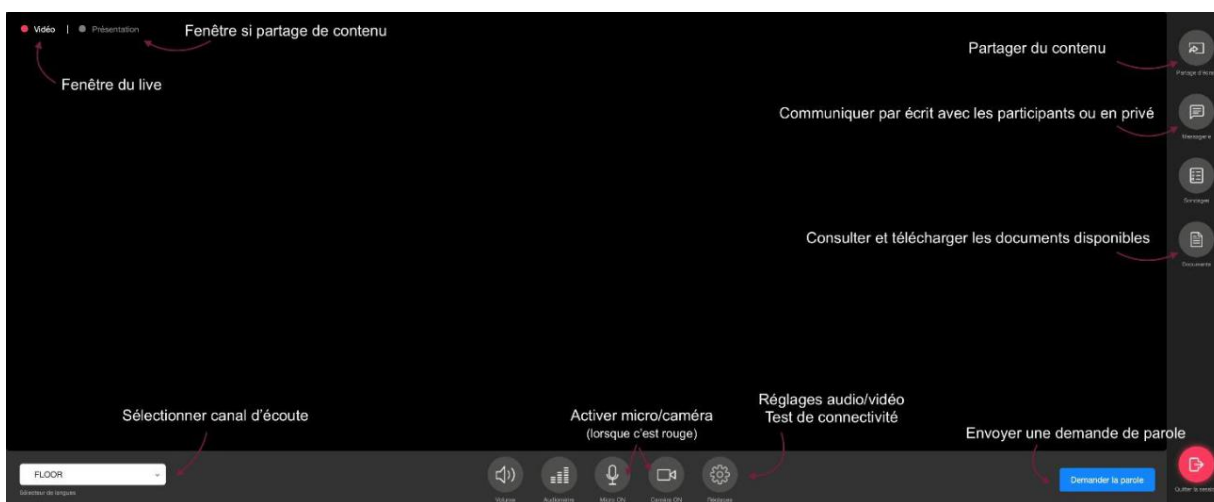 Vidéo | Présentation
Fenêtre si partage de contenu
Fenêtre du live
Partager du contenu
Partage d'écran
Communiquer par écrit avec les participants ou en privé
Messagerie
Sondages
Consulter et télécharger les documents disponibles
Documents
Sélectionner canal d'écoute
Activer micro/caméra
(lorsque c'est rouge)
Réglages audio/vidéo
Test de connectivité
Envoyer une demande de parole
FLOOR
Sélecteur de langues
Volume
Micro ON
Caméra ON
Réglages
Demander la parole
Quitter la session